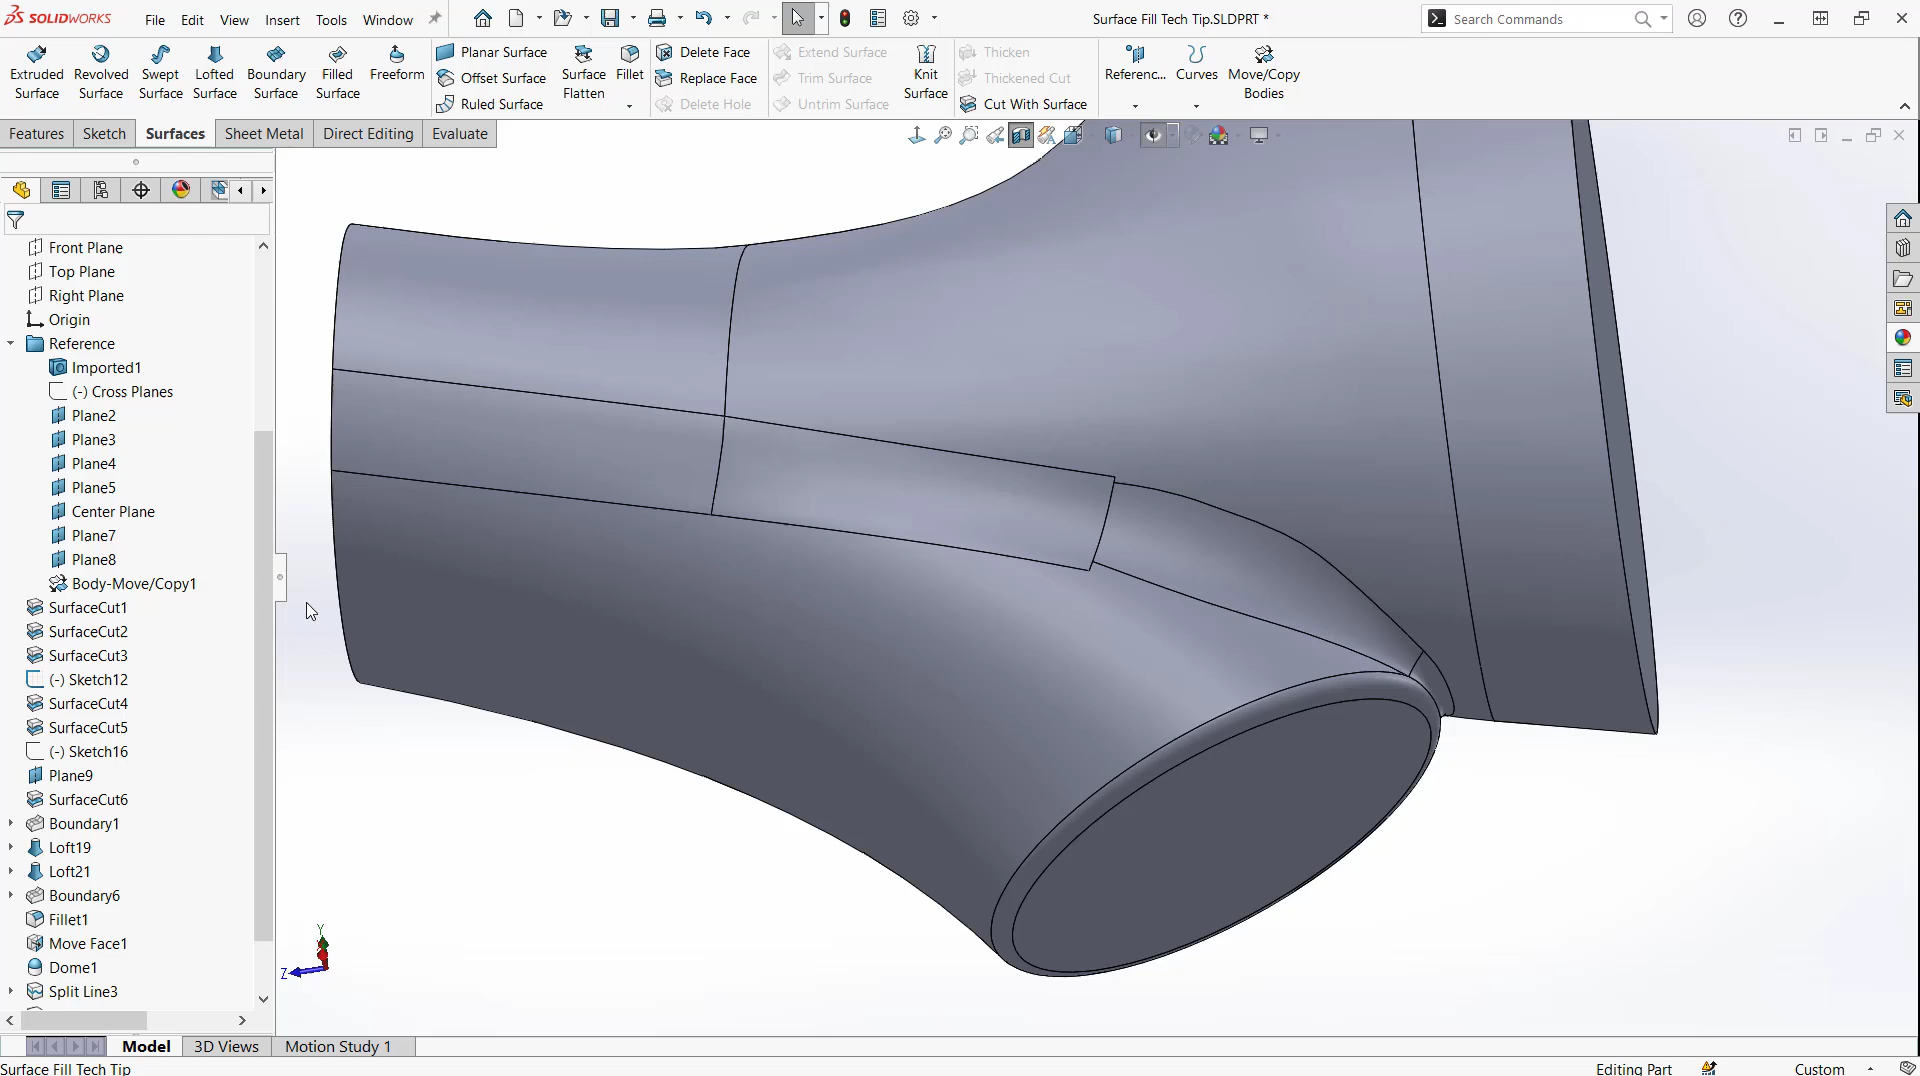 SOLIDWORKS File Edit View Insert Tools Window Surface Fill Tech Tip.SLDPRT * Search Commands
Extruded Surface
Revolved Surface
Swept Surface
Lofted Surface
Boundary Surface
Filled Surface
Freeform
Planar Surface
Offset Surface
Ruled Surface
Surface Flatten
Fillet
Delete Face
Replace Face
Delete Hole
Extend Surface
Trim Surface
Untrim Surface
Knit Surface
Thicken
Thickened Cut
Cut With Surface
Referenc...
Curves
Move/Copy Bodies
Features Sketch Surfaces Sheet Metal Direct Editing Evaluate
Front Plane
Top Plane
Right Plane
Origin
Reference
Imported1
(-) Cross Planes
Plane2
Plane3
Plane4
Plane5
Center Plane
Plane7
Plane8
Body-Move/Copy1
SurfaceCut1
SurfaceCut2
SurfaceCut3
(-) Sketch12
SurfaceCut4
SurfaceCut5
(-) Sketch16
Plane9
SurfaceCut6
Boundary1
Loft19
Loft21
Boundary6
Fillet1
Move Face1
Dome1
Split Line3
Y
Z
Model 3D Views Motion Study 1
Surface Fill Tech Tip Editing Part Custom